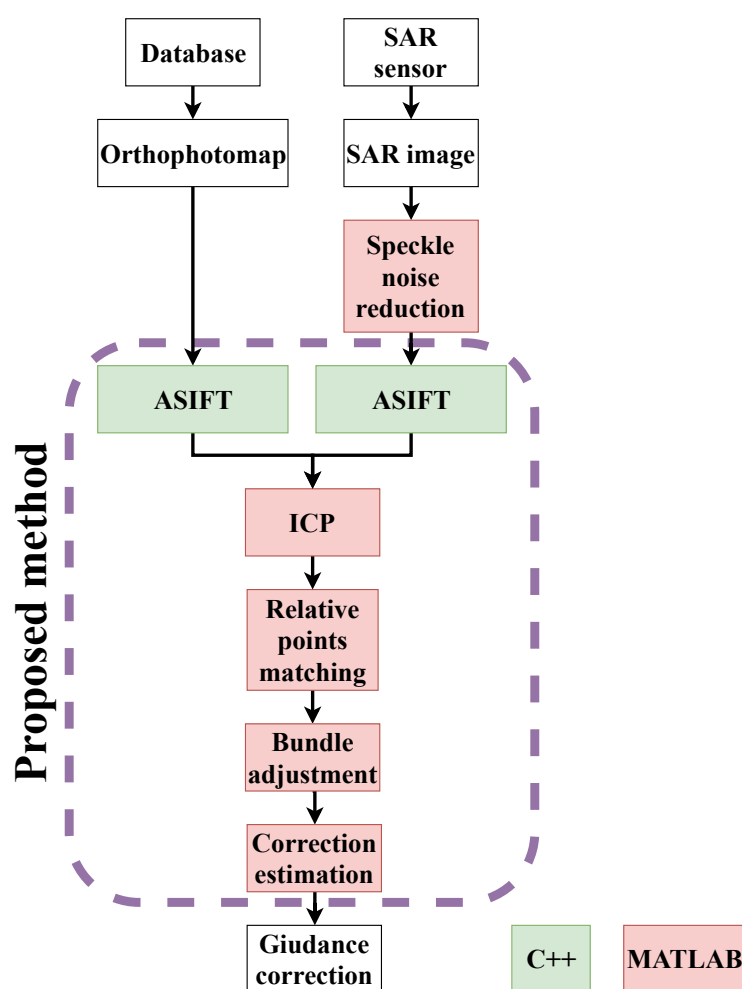 Database
SAR
sensor
Orthophotomap
SAR image
Speckle
noise
reduction
ASIFT
ASIFT
ICP
Relative
points
matching
Bundle
adjustment
Correction
estimation
Giudance
correction
Proposed method
C++
MATLAB